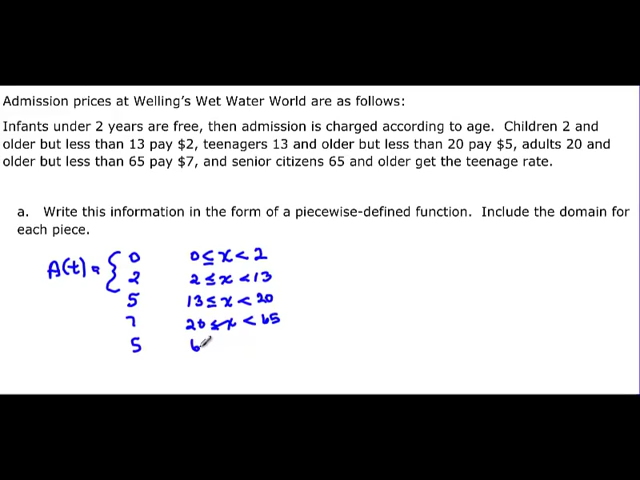 Admission prices at Welling's Wet Water World are as follows:
Infants under 2 years are free, then admission is charged according to age. Children 2 and
older but less than 13 pay $2, teenagers 13 and older but less than 20 pay $5, adults 20 and
older but less than 65 pay $7, and senior citizens 65 and older get the teenage rate.
a. Write this information in the form of a piecewise-defined function. Include the domain for
each piece.
A(t) = { 0 0 ≤ x < 2
2 2 ≤ x < 13
5 13 ≤ x < 20
7 20 ≤ x < 65
5 6